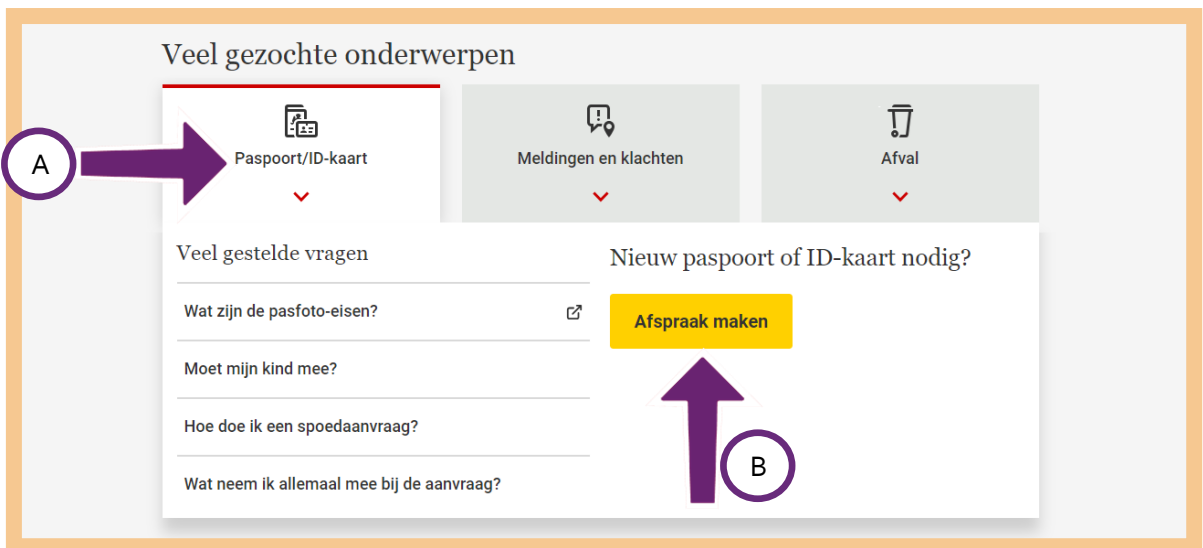 Veel gezochte onderwerpen
A
Paspoort/ID-kaart
Meldingen en klachten
Afval
Veel gestelde vragen
Wat zijn de pasfoto-eisen?
Moet mijn kind mee?
Hoe doe ik een spoedaanvraag?
Wat neem ik allemaal mee bij de aanvraag?
Nieuw paspoort of ID-kaart nodig?
Afspraak maken
B